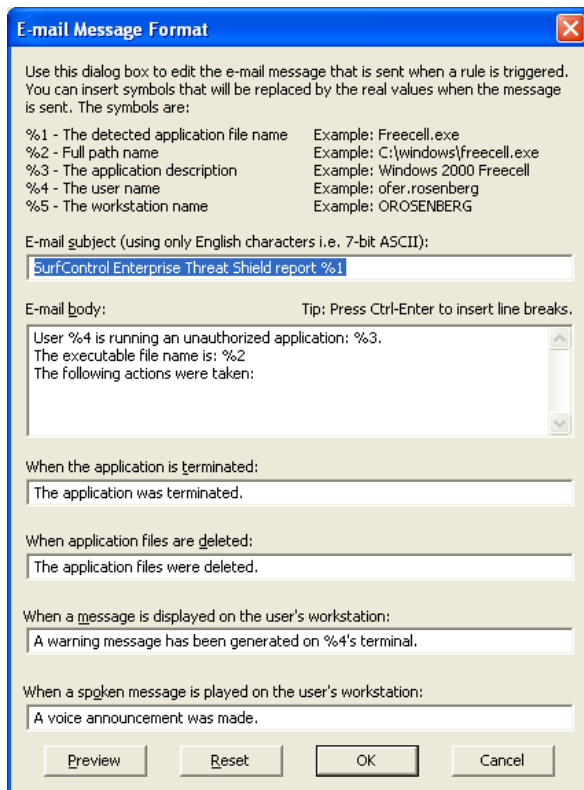 E-mail Message Format
Use this dialog box to edit the e-mail message that is sent when a rule is triggered.
You can insert symbols that will be replaced by the real values when the message
is sent. The symbols are:
%1 - The detected application file name Example: Freecell.exe
%2 - Full path name Example: C:\windows\freecell.exe
%3 - The application description Example: Windows 2000 Freecell
%4 - The user name Example: ofer.rosenberg
%5 - The workstation name Example: OROSENBERG
E-mail subject (using only English characters i.e. 7-bit ASCII):
SurfControl Enterprise Threat Shield report %1
E-mail body: Tip: Press Ctrl-Enter to insert line breaks.
User %4 is running an unauthorized application: %3.
The executable file name is: %2
The following actions were taken:
When the application is terminated:
The application was terminated.
When application files are deleted:
The application files were deleted.
When a message is displayed on the user's workstation:
A warning message has been generated on %4's terminal.
When a spoken message is played on the user's workstation:
A voice announcement was made.
Preview Reset OK Cancel